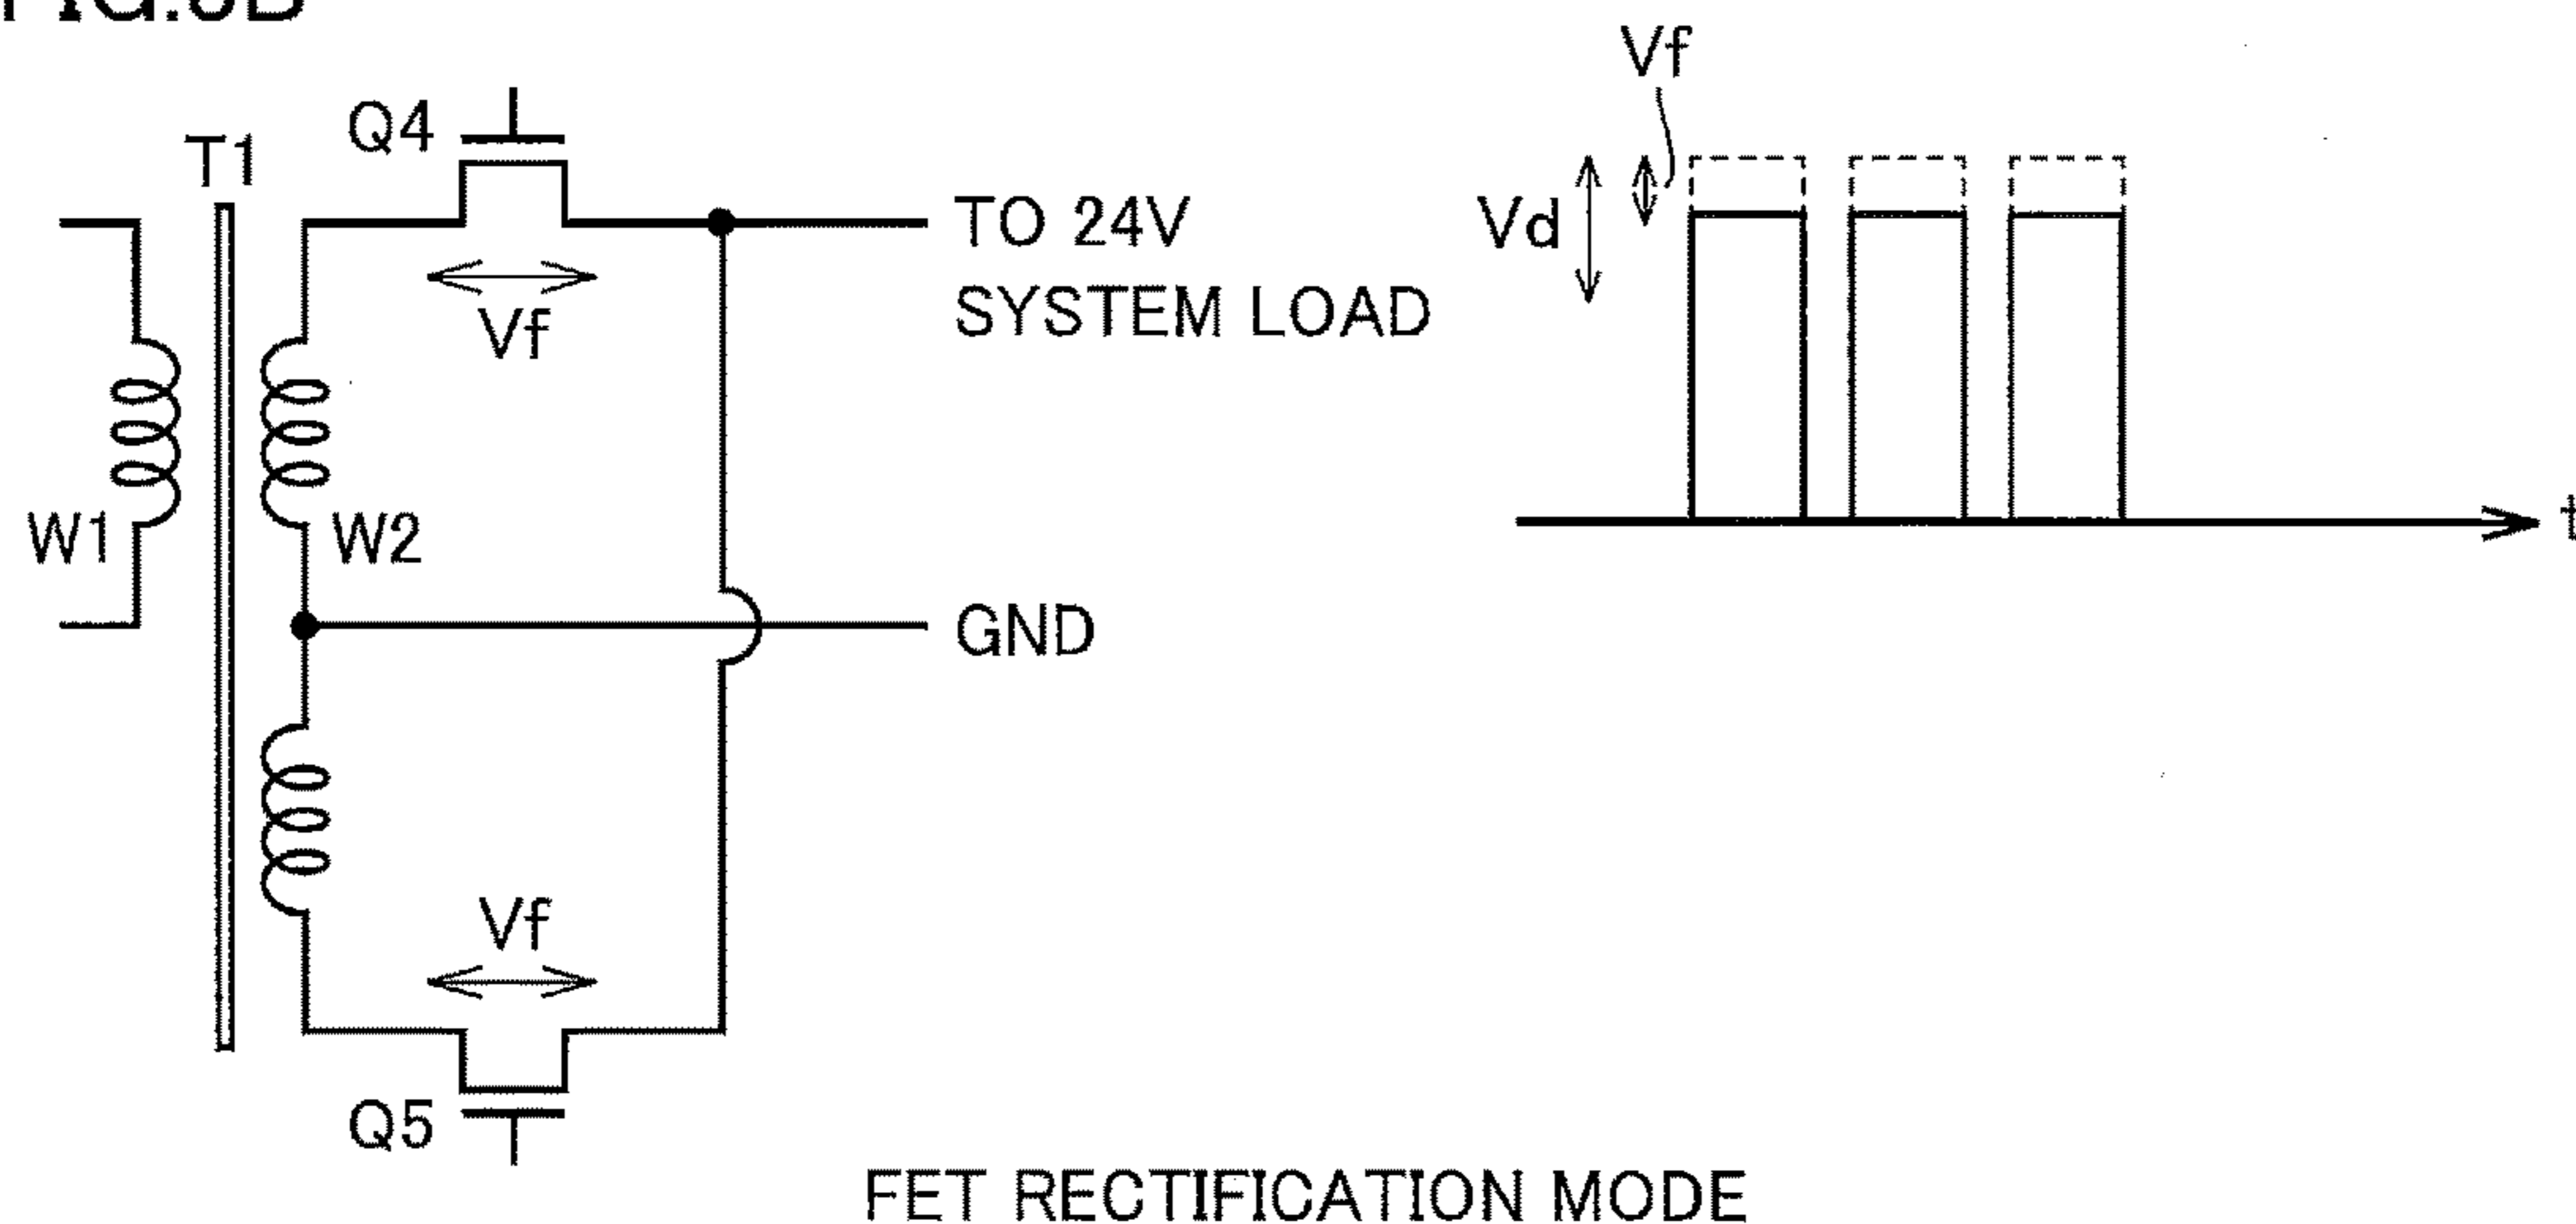 Vf
Q4
T1
TO 24V
Vd
SYSTEM LOAD
Vf
W1
W2
t
GND
Vf
Q5
FET RECTIFICATION MODE